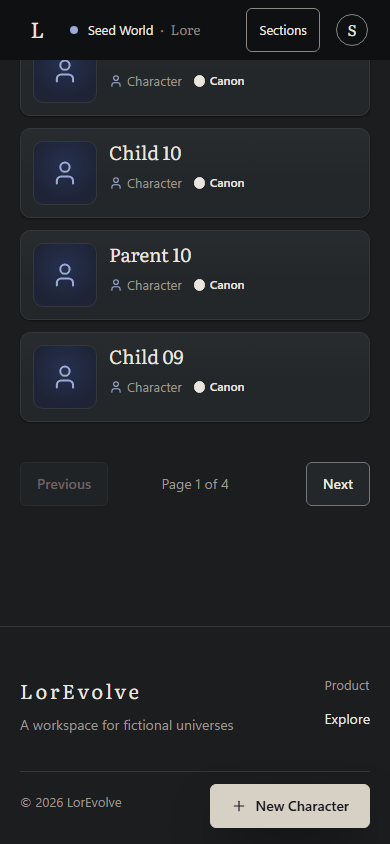 L Seed World · Lore Sections S
Character Canon
Child 10
Character Canon
Parent 10
Character Canon
Child 09
Character Canon
Previous Page 1 of 4 Next
LorEvolve
Product
A workspace for fictional universes
Explore
© 2026 LorEvolve
+ New Character